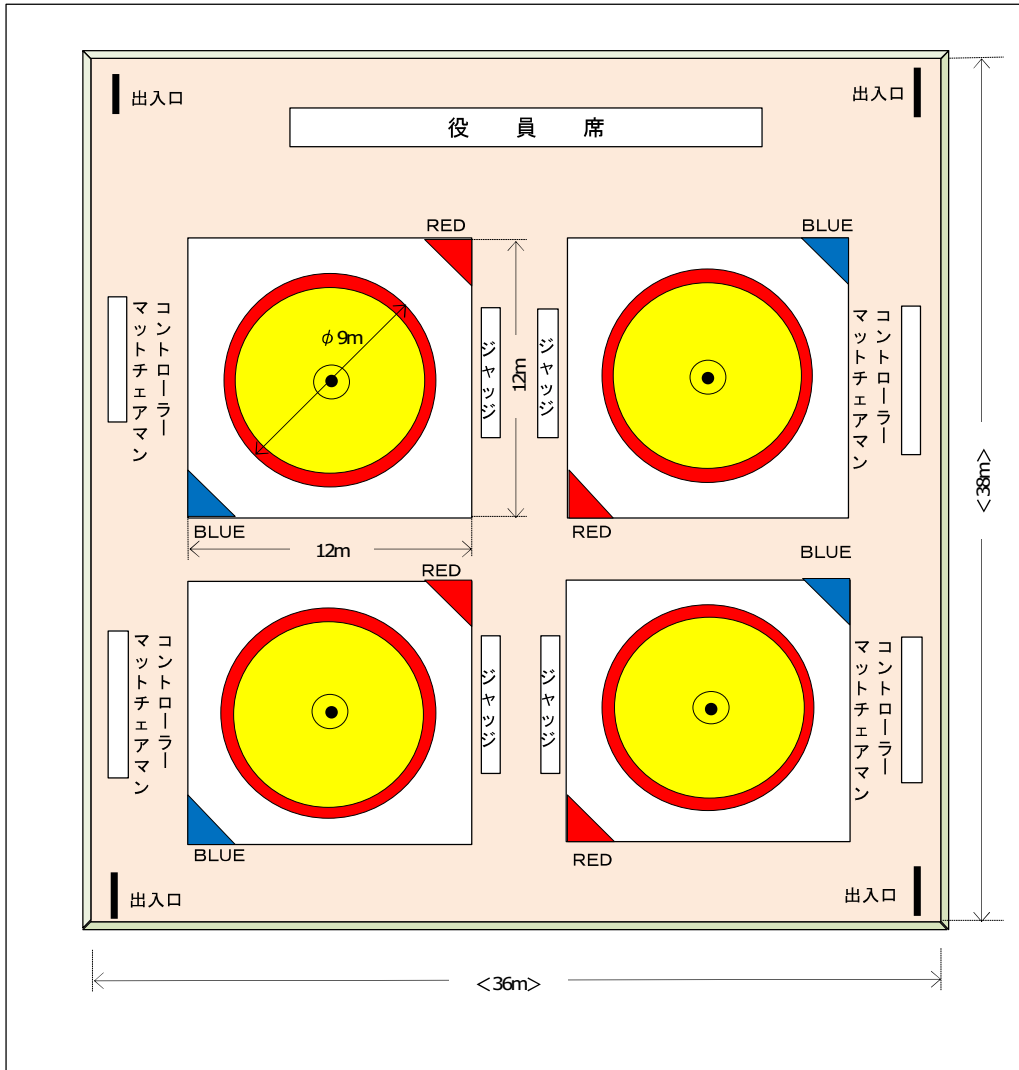 出入口
出入口
役 員 席
RED
BLUE
コントローラー
マットチェアマン
φ9m
ジャッジ
12m
ジャッジ
コントローラー
マットチェアマン
<38m>
BLUE
12m
RED
RED
BLUE
コントローラー
マットチェアマン
ジャッジ
ジャッジ
コントローラー
マットチェアマン
BLUE
RED
出入口
出入口
<36m>